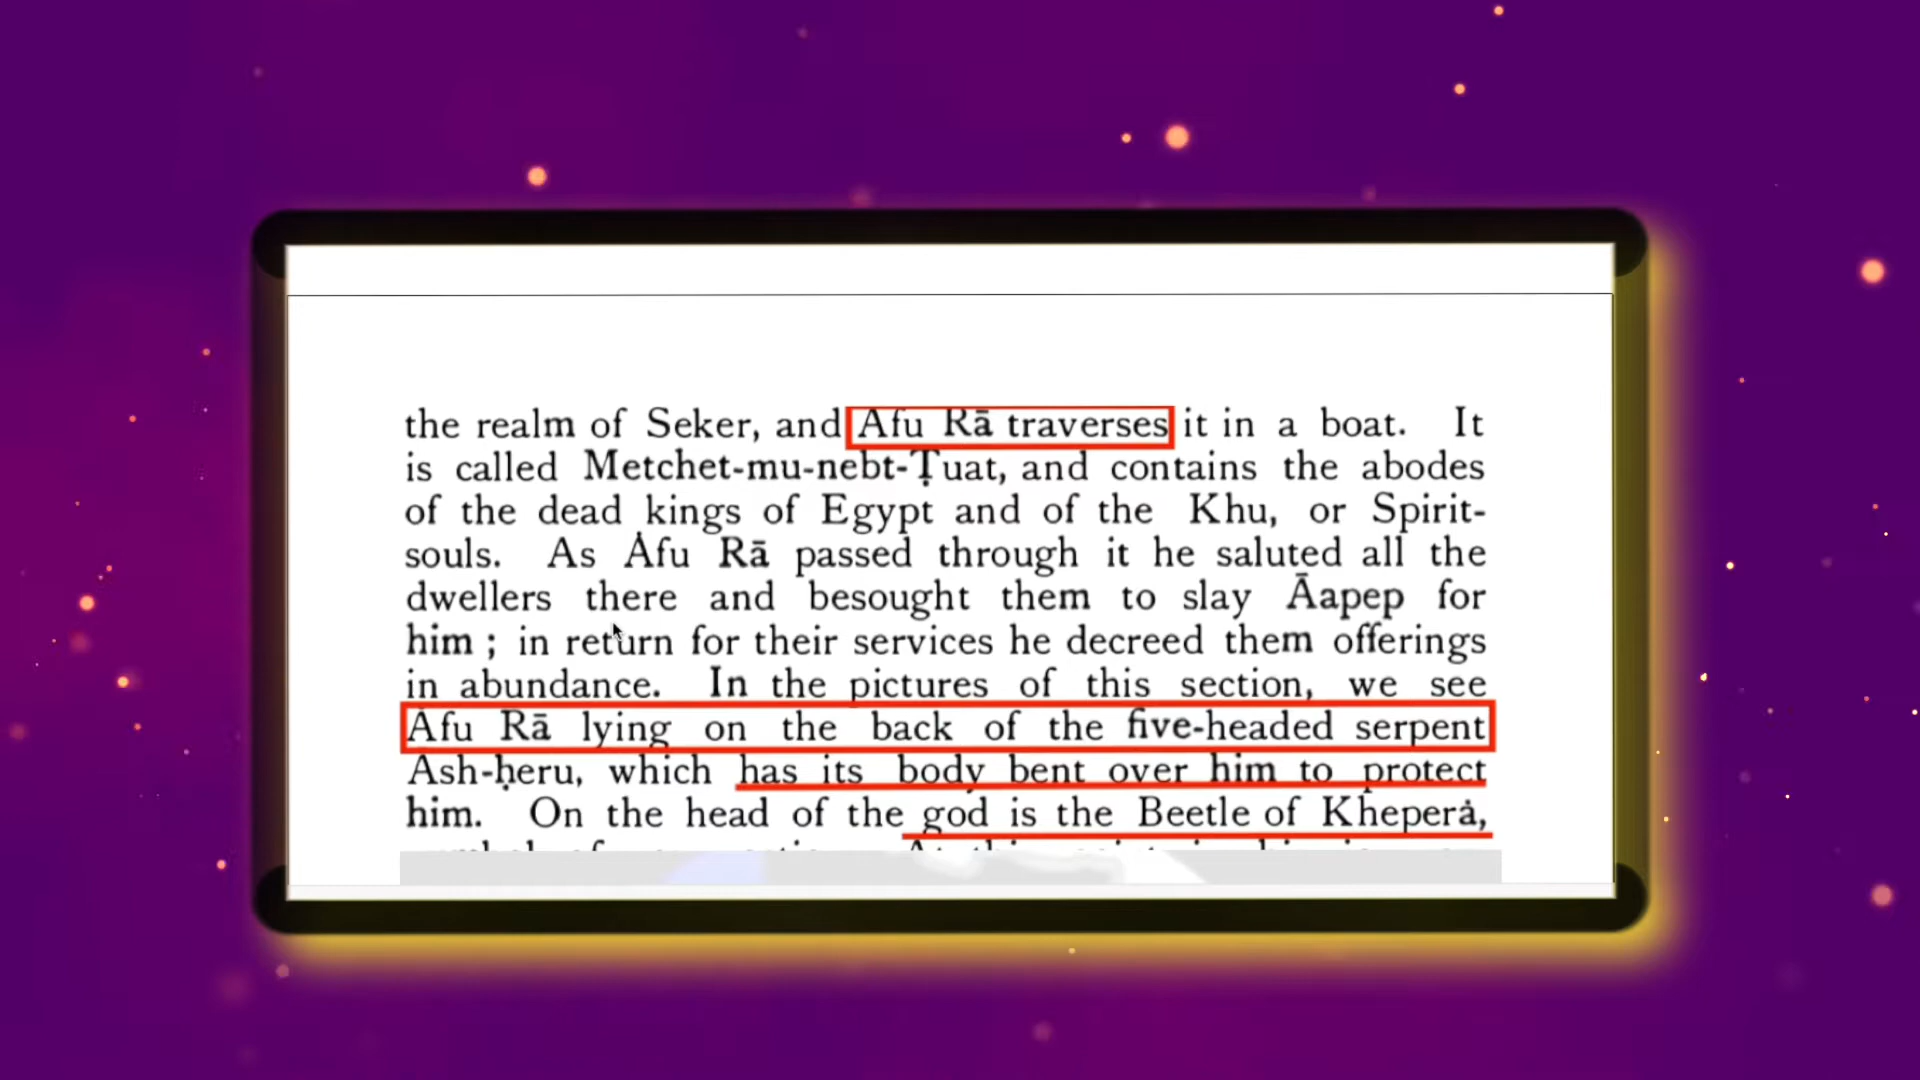 the realm of Seker, and Afu Rā traverses it in a boat. It
is called Metchet-mu-nebt-Ṭuat, and contains the abodes
of the dead kings of Egypt and of the Khu, or Spirit-
souls. As Ȧfu Rā passed through it he saluted all the
dwellers there and besought them to slay Āapep for
him ; in return for their services he decreed them offerings
in abundance. In the pictures of this section, we see
Ȧfu Rā lying on the back of the five-headed serpent
Ash-ḥeru, which has its body bent over him to protect
him. On the head of the god is the Beetle of Kheperȧ,